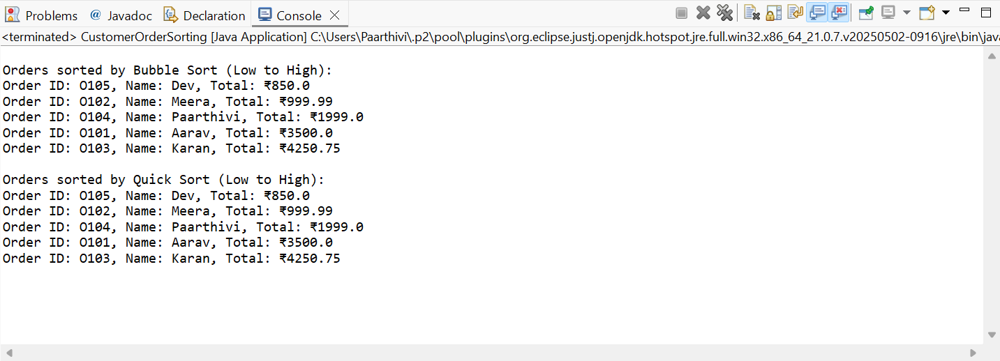 Problems @ Javadoc Declaration Console
<terminated> CustomerOrderSorting [Java Application] C:\Users\Paarthivi\.p2\pool\plugins\org.eclipse.justj.openjdk.hotspot.jre.full.win32.x86_64_21.0.7.v20250502-0916\jre\bin\java
Orders sorted by Bubble Sort (Low to High):
Order ID: O105, Name: Dev, Total: ₹850.0
Order ID: O102, Name: Meera, Total: ₹999.99
Order ID: O104, Name: Paarthivi, Total: ₹1999.0
Order ID: O101, Name: Aarav, Total: ₹3500.0
Order ID: O103, Name: Karan, Total: ₹4250.75
Orders sorted by Quick Sort (Low to High):
Order ID: O105, Name: Dev, Total: ₹850.0
Order ID: O102, Name: Meera, Total: ₹999.99
Order ID: O104, Name: Paarthivi, Total: ₹1999.0
Order ID: O101, Name: Aarav, Total: ₹3500.0
Order ID: O103, Name: Karan, Total: ₹4250.75